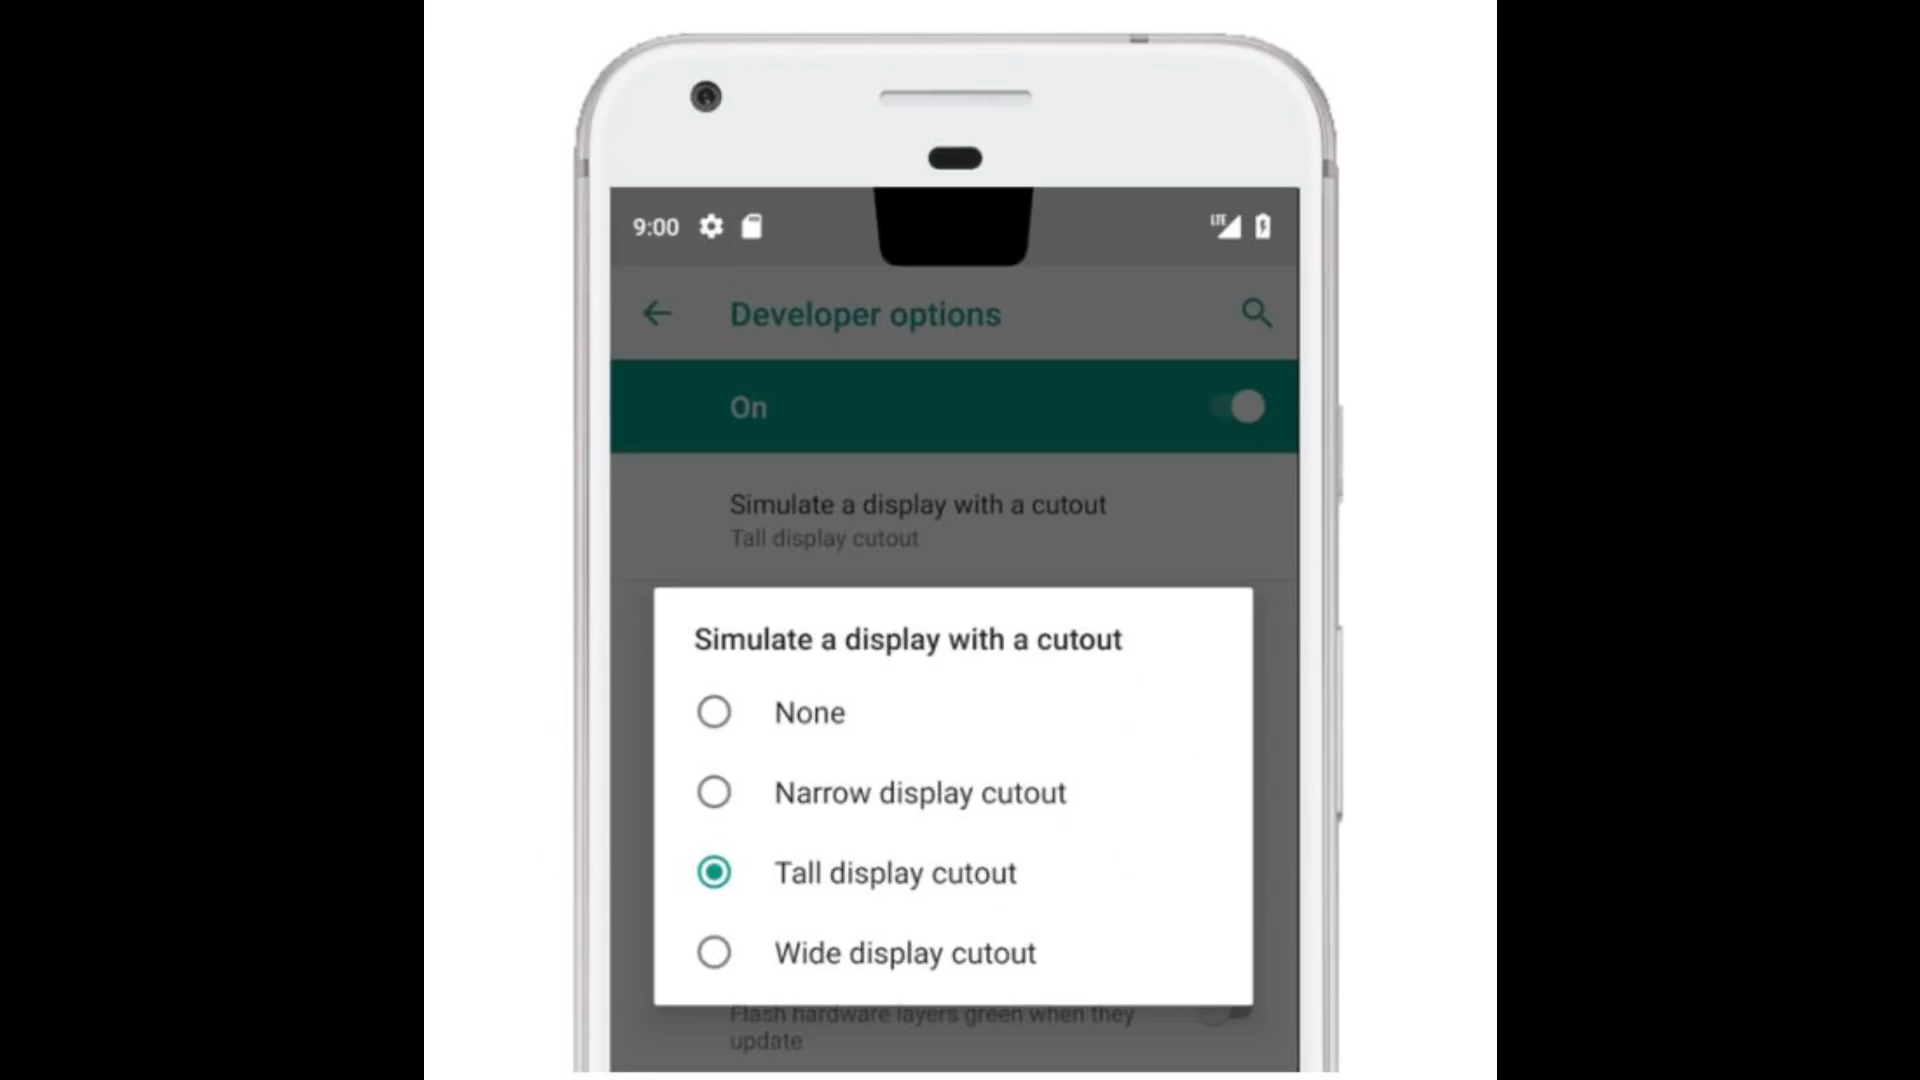 9:00
LTE
Developer options
On
Simulate a display with a cutout
Tall display cutout
Simulate a display with a cutout
None
Narrow display cutout
Tall display cutout
Wide display cutout
Flash hardware layers green when they
update